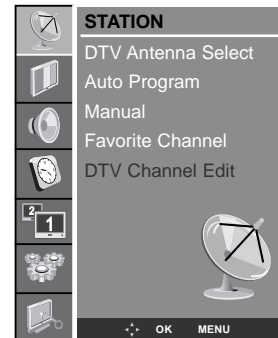 STATION
DTV Antenna Select
Auto Program
Manual
Favorite Channel
DTV Channel Edit
2
1
OK MENU